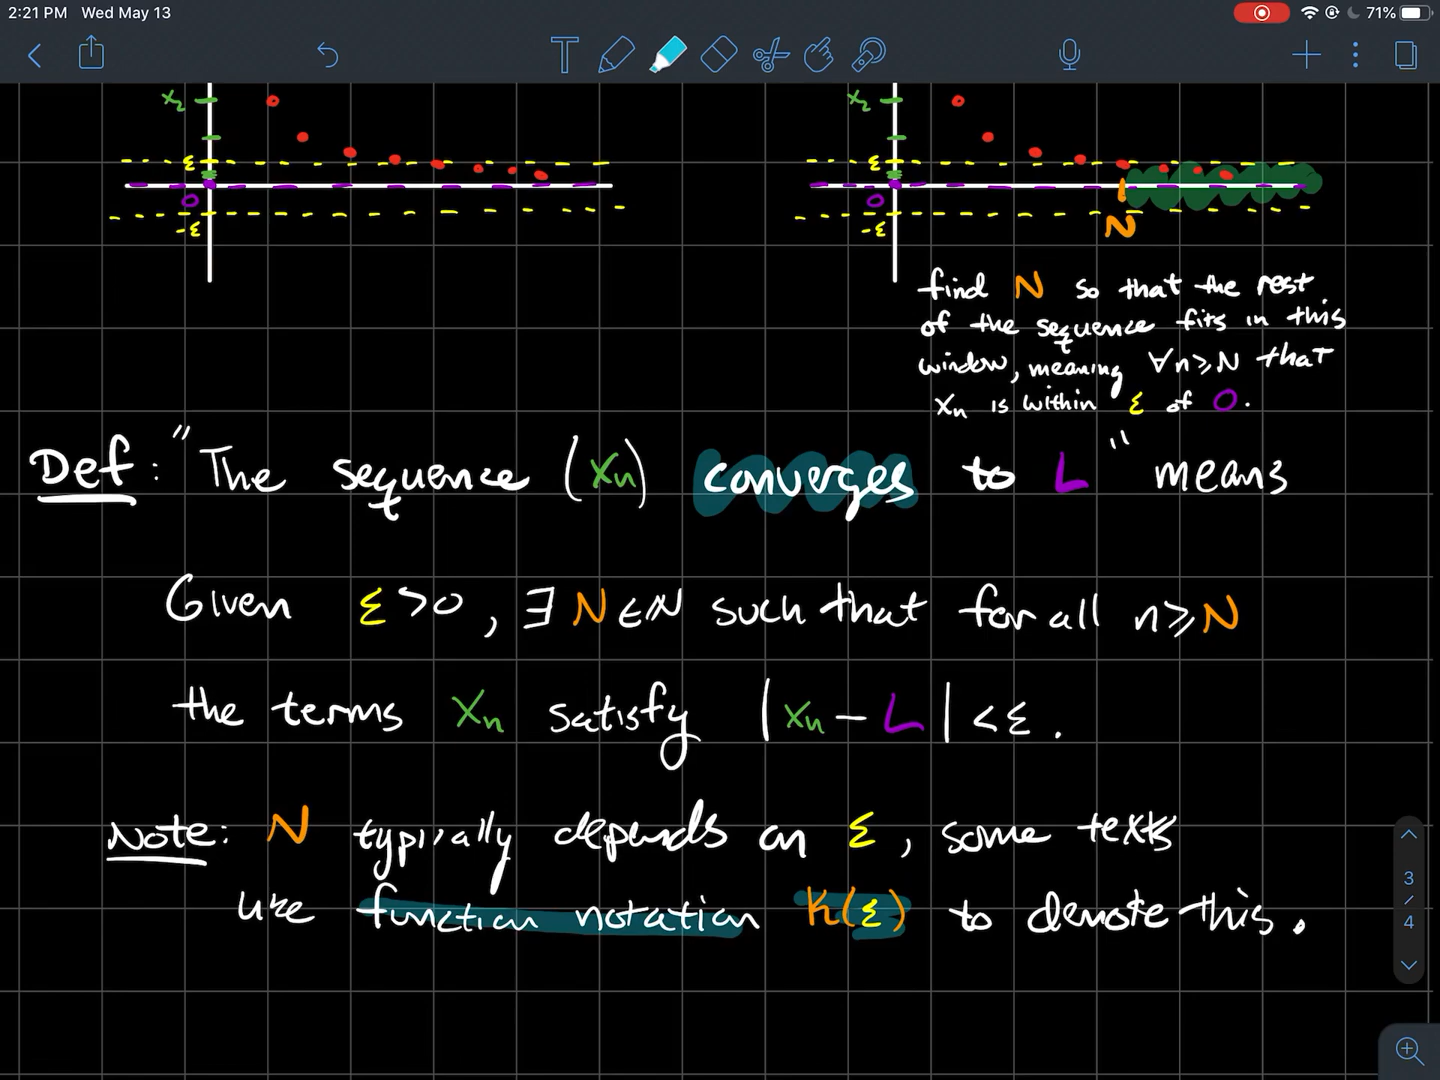 2:21 PM Wed May 13 71%
T
x₂ x₂
ε ε
0 0
-ε -ε
N
find N so that the rest
of the sequence fits in this
window, meaning ∀n≥N that
xₙ is within ε of 0.
Def: "The sequence (xₙ) converges to L" means
Given ε>0, ∃ N∈ℕ such that for all n≥N
the terms xₙ satisfy |xₙ - L| < ε.
Note: N typically depends on ε, some texts
use function notation K(ε) to denote this.
3
/
4